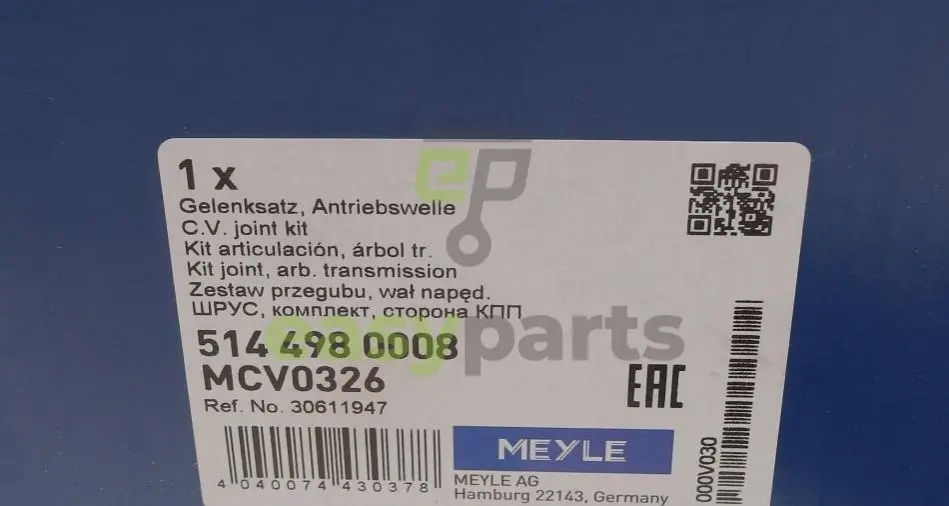 1 x
Gelenksatz, Antriebswelle
C.V. joint kit
Kit articulación, árbol tr.
Kit joint, arb. transmission
Zestaw przegubu, wał napęd.
ШРУС, комплект, сторона КПП
514 498 0008
MCV0326
Ref. No. 30611947
4 040074 430378
EAC
MEYLE
MEYLE AG
Hamburg 22143, Germany
000V030
ep
easyparts